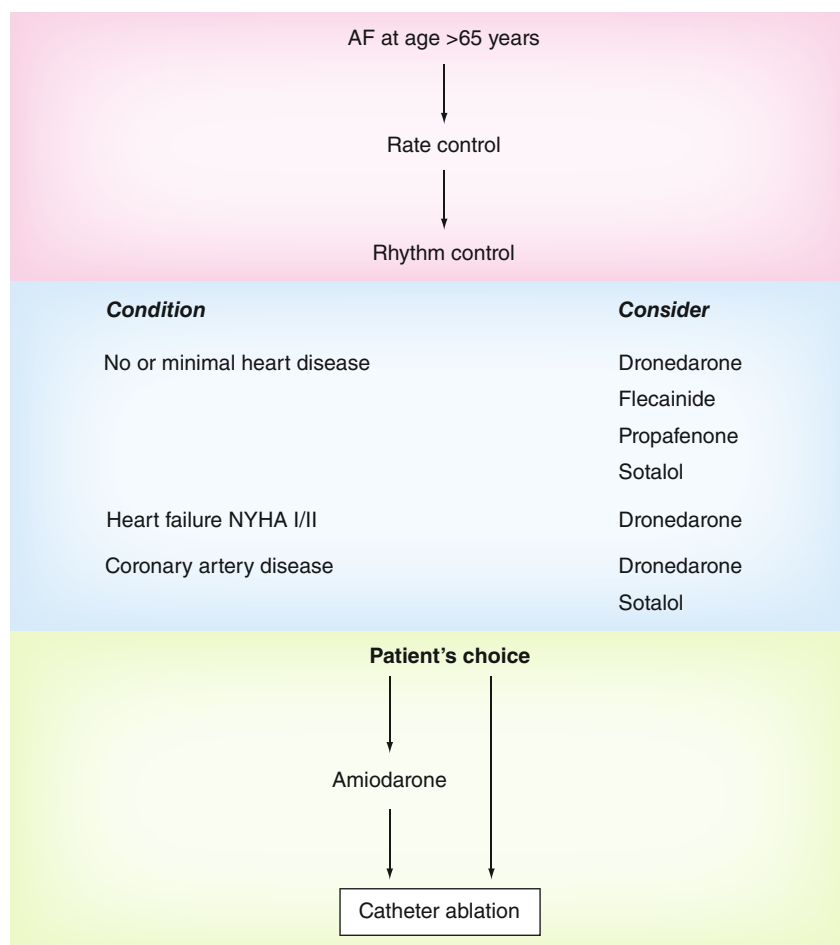 AF at age >65 years
Rate control
Rhythm control
Condition Consider
No or minimal heart disease Dronedarone
Flecainide
Propafenone
Sotalol
Heart failure NYHA I/II Dronedarone
Coronary artery disease Dronedarone
Sotalol
Patient’s choice
Amiodarone
Catheter ablation